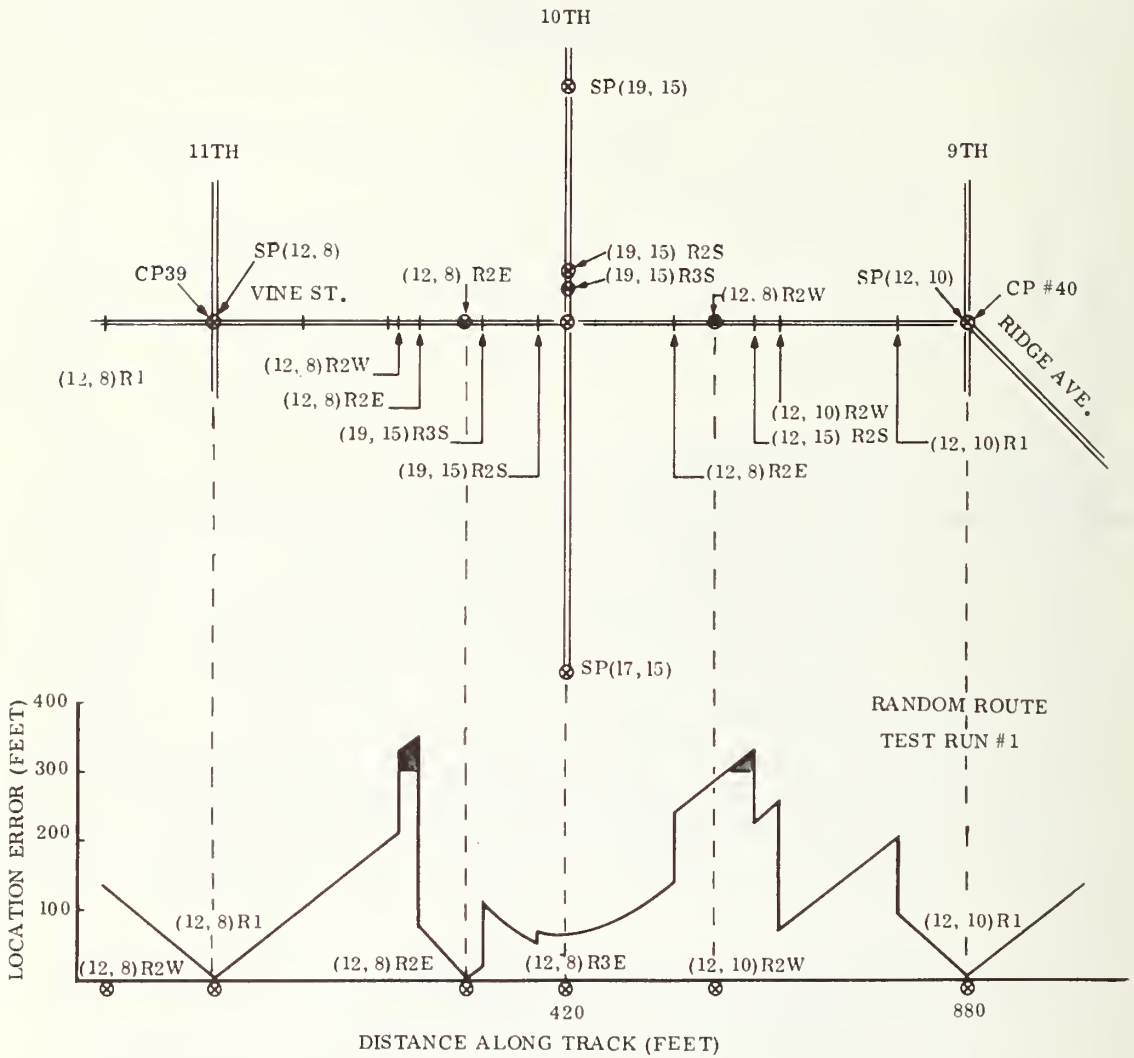 10TH
SP(19, 15)
11TH
9TH
SP(12, 8)
(19, 15) R2S
CP39
(12, 8) R2E
(19, 15)R3S
SP(12, 10)
VINE ST.
(12, 8)R2W
CP #40
RIDGE AVE.
(12, 8)R1
(12, 8)R2W
(12, 8)R2E
(12, 10)R2W
(19, 15)R3S
(12, 15) R2S
(12, 10)R1
(19, 15)R2S
(12, 8)R2E
SP(17, 15)
LOCATION ERROR (FEET)
400
RANDOM ROUTE
TEST RUN #1
300
200
100
(12, 8)R1
(12, 10)R1
(12, 8)R2W
(12, 8)R2E
(12, 8)R3E
(12, 10)R2W
420
880
DISTANCE ALONG TRACK (FEET)